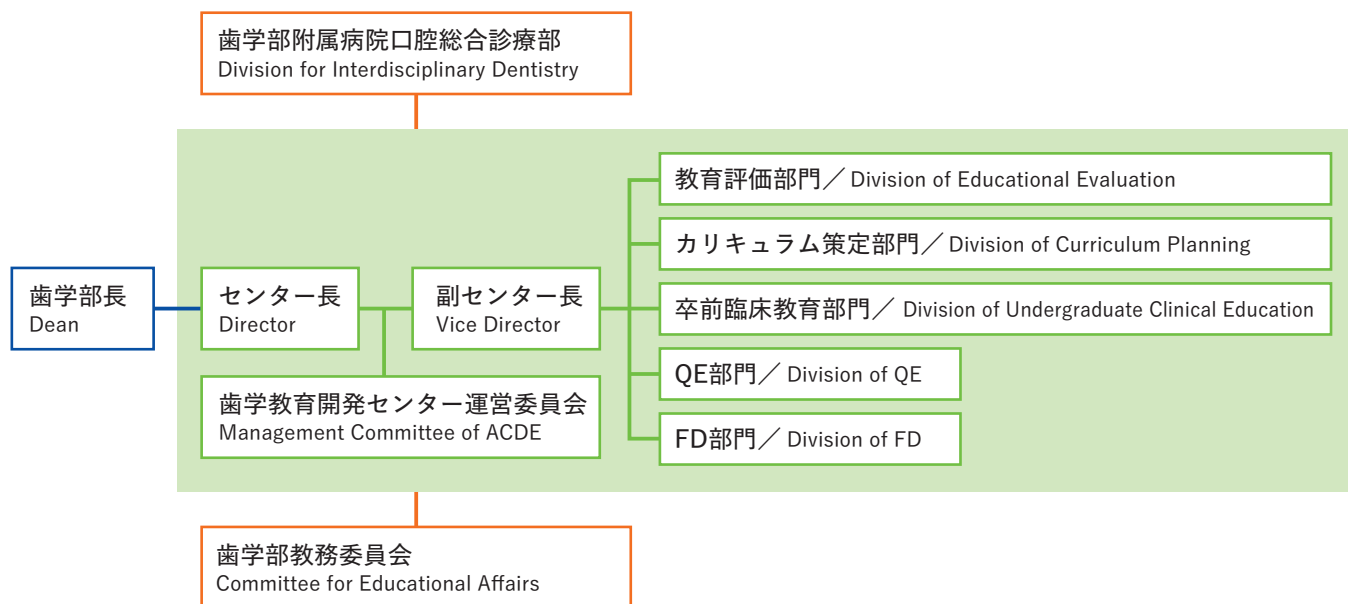 歯学部附属病院口腔総合診療部
Division for Interdisciplinary Dentistry
教育評価部門／Division of Educational Evaluation
カリキュラム策定部門／Division of Curriculum Planning
歯学部長
Dean
センター長
Director
副センター長
Vice Director
卒前臨床教育部門／Division of Undergraduate Clinical Education
歯学教育開発センター運営委員会
Management Committee of ACDE
QE部門／Division of QE
FD部門／Division of FD
歯学部教務委員会
Committee for Educational Affairs